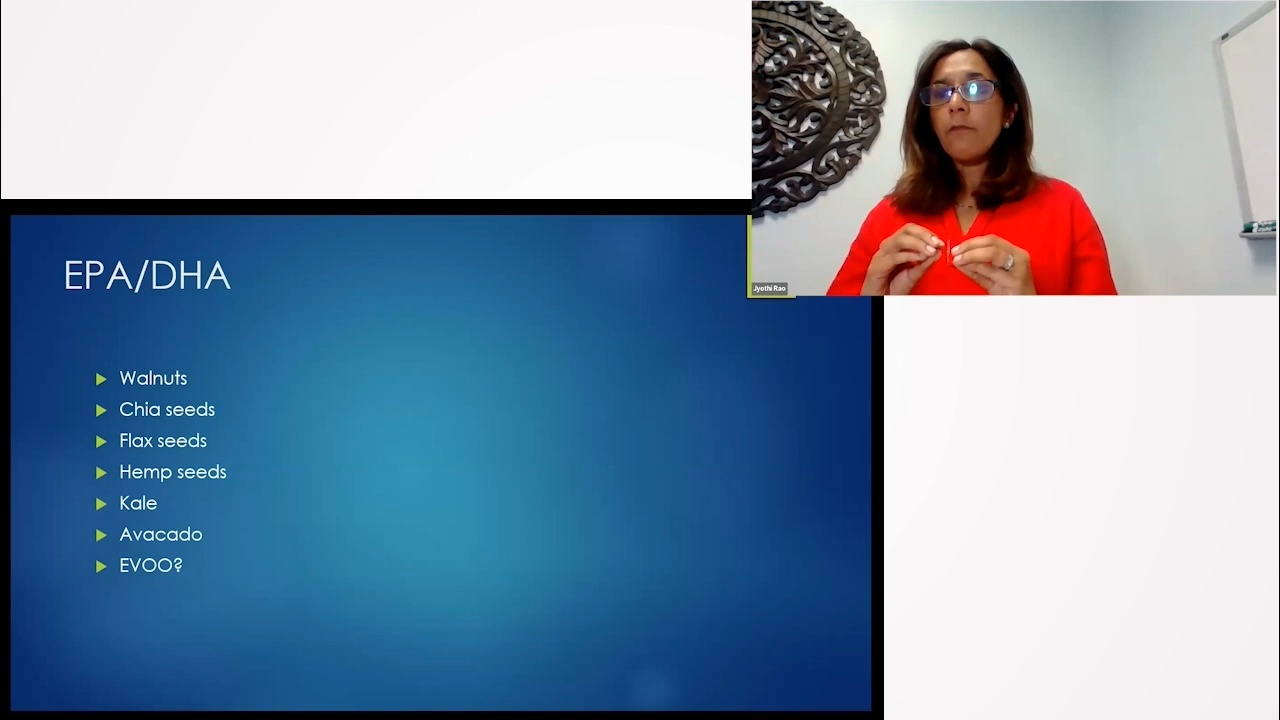 Jyothi Rao
EPA/DHA
Walnuts
Chia seeds
Flax seeds
Hemp seeds
Kale
Avacado
EVOO?